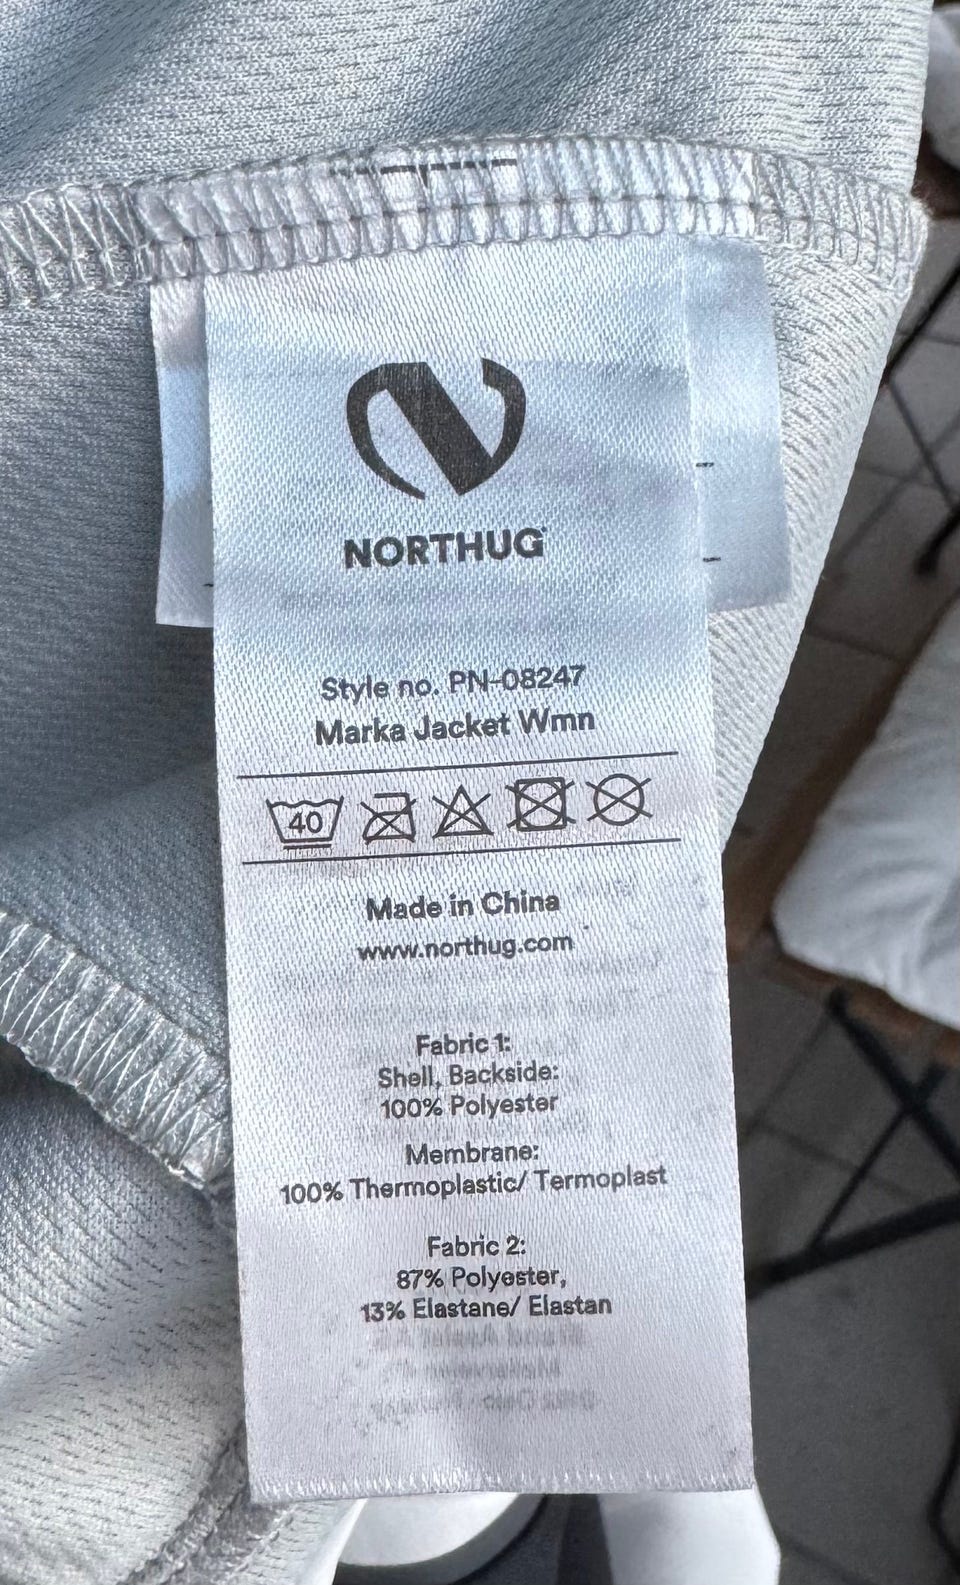 NORTHUG
Style no. PN-08247
Marka Jacket Wmn
40
Made in China
www.northug.com
Fabric 1:
Shell, Backside:
100% Polyester
Membrane:
100% Thermoplastic/ Termoplast
Fabric 2:
87% Polyester,
13% Elastane/ Elastan